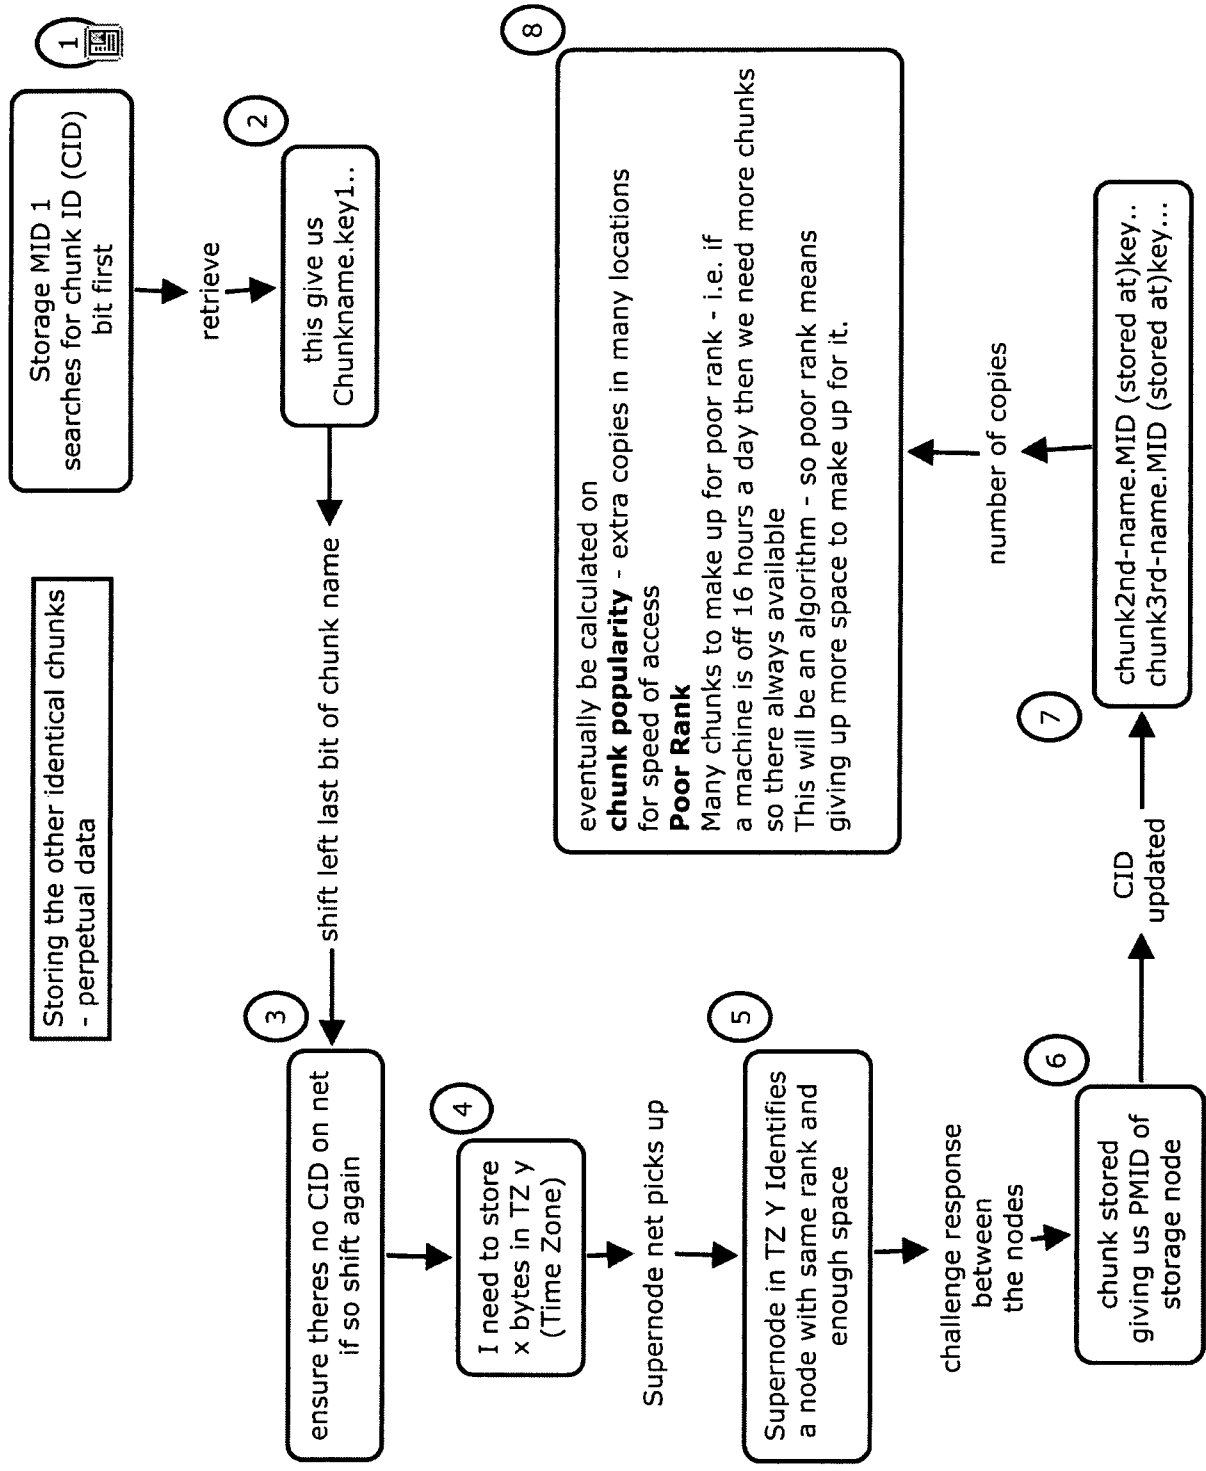 Storing the other identical chunks
- perpetual data
1
Storage MID 1
searches for chunk ID (CID)
bit first
retrieve
2
this give us
Chunkname.key1..
shift left last bit of chunk name
3
ensure theres no CID on net
if so shift again
4
I need to store
x bytes in TZ y
(Time Zone)
Supernode net picks up
5
Supernode in TZ Y Identifies
a node with same rank and
enough space
challenge response
between
the nodes
6
chunk stored
giving us PMID of
storage node
CID
updated
7
chunk2nd-name.MID (stored at)key..
chunk3rd-name.MID (stored at)key...
number of copies
8
eventually be calculated on
chunk popularity - extra copies in many locations
for speed of access
Poor Rank
Many chunks to make up for poor rank - i.e. if
a machine is off 16 hours a day then we need more chunks
so there always available
This will be an algorithm - so poor rank means
giving up more space to make up for it.